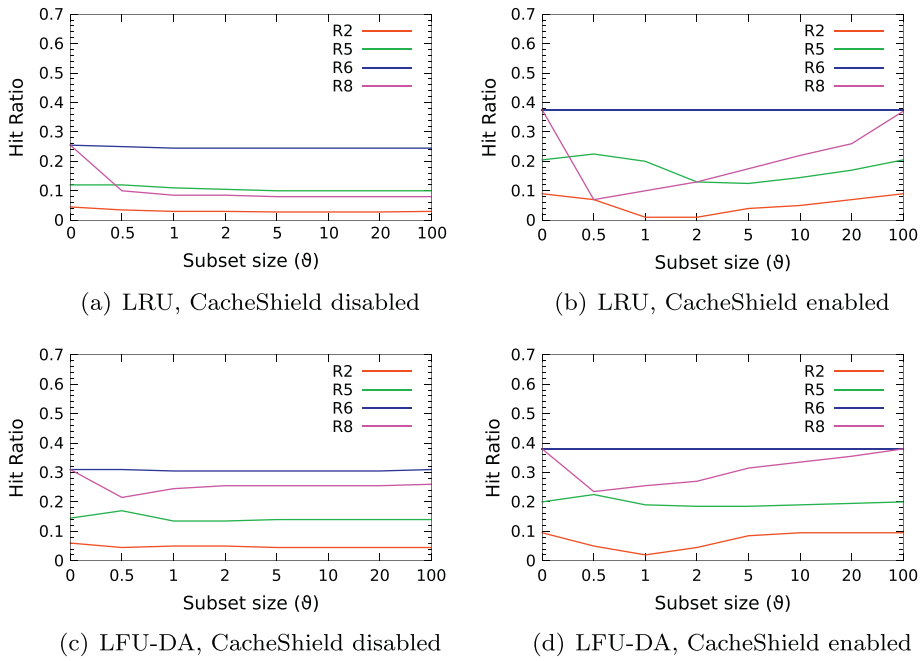 0.7
0.6
0.5
0.4
0.3
0.2
0.1
0
Hit Ratio
R2
R5
R6
R8
0 0.5 1 2 5 10 20 100
Subset size (ϑ)
(a) LRU, CacheShield disabled
0.7
0.6
0.5
0.4
0.3
0.2
0.1
0
Hit Ratio
R2
R5
R6
R8
0 0.5 1 2 5 10 20 100
Subset size (ϑ)
(b) LRU, CacheShield enabled
0.7
0.6
0.5
0.4
0.3
0.2
0.1
0
Hit Ratio
R2
R5
R6
R8
0 0.5 1 2 5 10 20 100
Subset size (ϑ)
(c) LFU-DA, CacheShield disabled
0.7
0.6
0.5
0.4
0.3
0.2
0.1
0
Hit Ratio
R2
R5
R6
R8
0 0.5 1 2 5 10 20 100
Subset size (ϑ)
(d) LFU-DA, CacheShield enabled